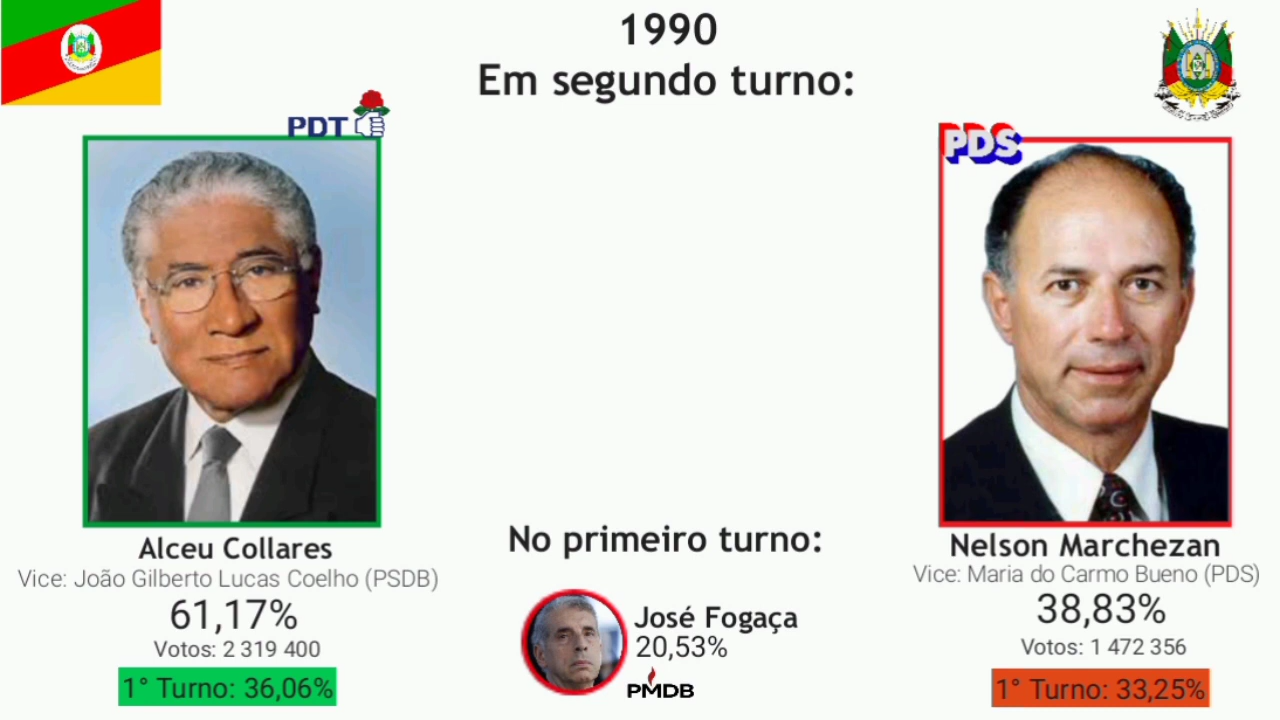 1990
Em segundo turno:
PDT
PDS
Alceu Collares
Vice: João Gilberto Lucas Coelho (PSDB)
61,17%
Votos: 2 319 400
1° Turno: 36,06%
No primeiro turno:
José Fogaça
20,53%
PMDB
Nelson Marchezan
Vice: Maria do Carmo Bueno (PDS)
38,83%
Votos: 1 472 356
1° Turno: 33,25%